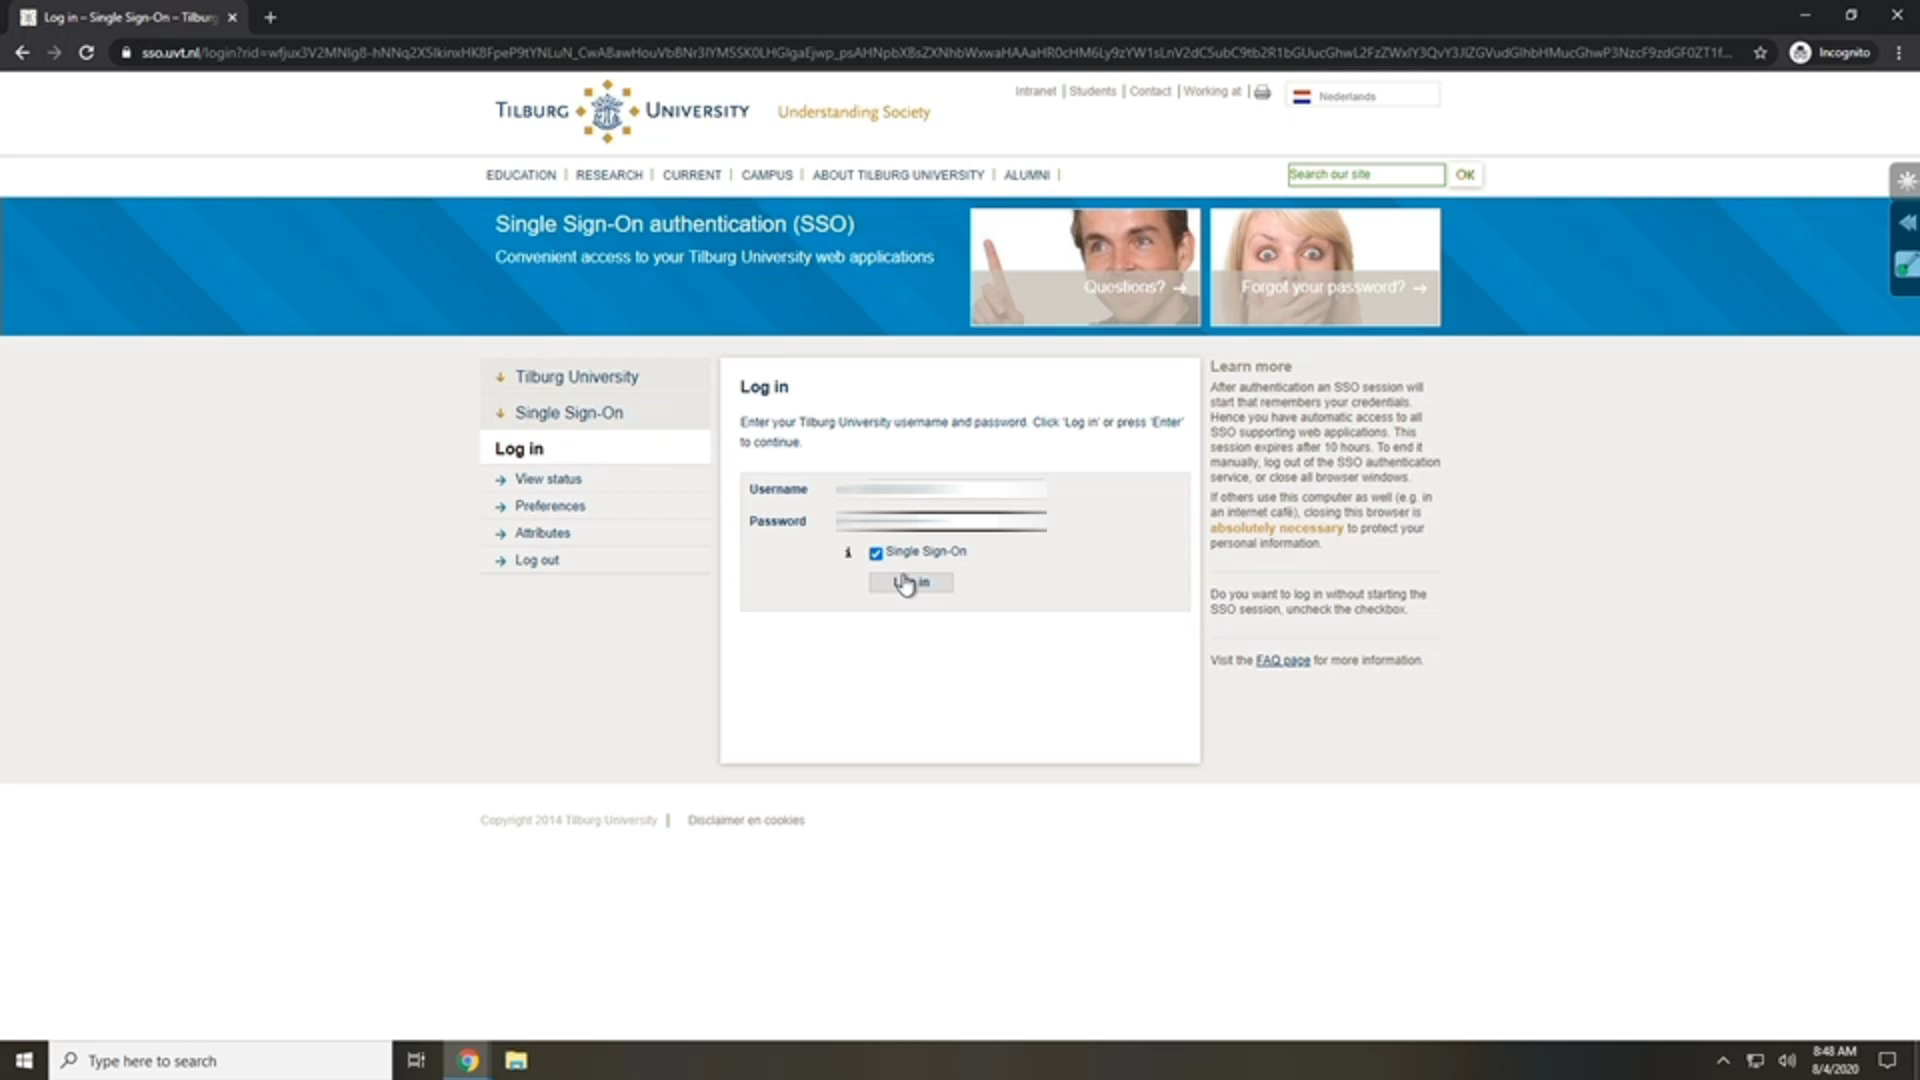 Log in – Single Sign-On – Tilburg
Incognito
TILBURG UNIVERSITY
Understanding Society
Intranet | Students | Contact | Working at |
Nederlands
EDUCATION | RESEARCH | CURRENT | CAMPUS | ABOUT TILBURG UNIVERSITY | ALUMNI |
Search our site
OK
Single Sign-On authentication (SSO)
Convenient access to your Tilburg University web applications
Questions? →
Forgot your password? →
Tilburg University
Single Sign-On
Log in
View status
Preferences
Attributes
Log out
Log in
Enter your Tilburg University username and password. Click 'Log in' or press 'Enter'
to continue.
Username
Password
i
Single Sign-On
Learn more
After authentication an SSO session will
start that remembers your credentials.
Hence you have automatic access to all
SSO supporting web applications. This
session expires after 10 hours. To end it
manually, log out of the SSO authentication
service, or close all browser windows.
If others use this computer as well (e.g. in
an internet café), closing this browser is
absolutely necessary to protect your
personal information.
Do you want to log in without starting the
SSO session, uncheck the checkbox.
Visit the FAQ page for more information.
Copyright 2014 Tilburg University |
Disclaimer en cookies
Type here to search
8:48 AM
8/4/2020